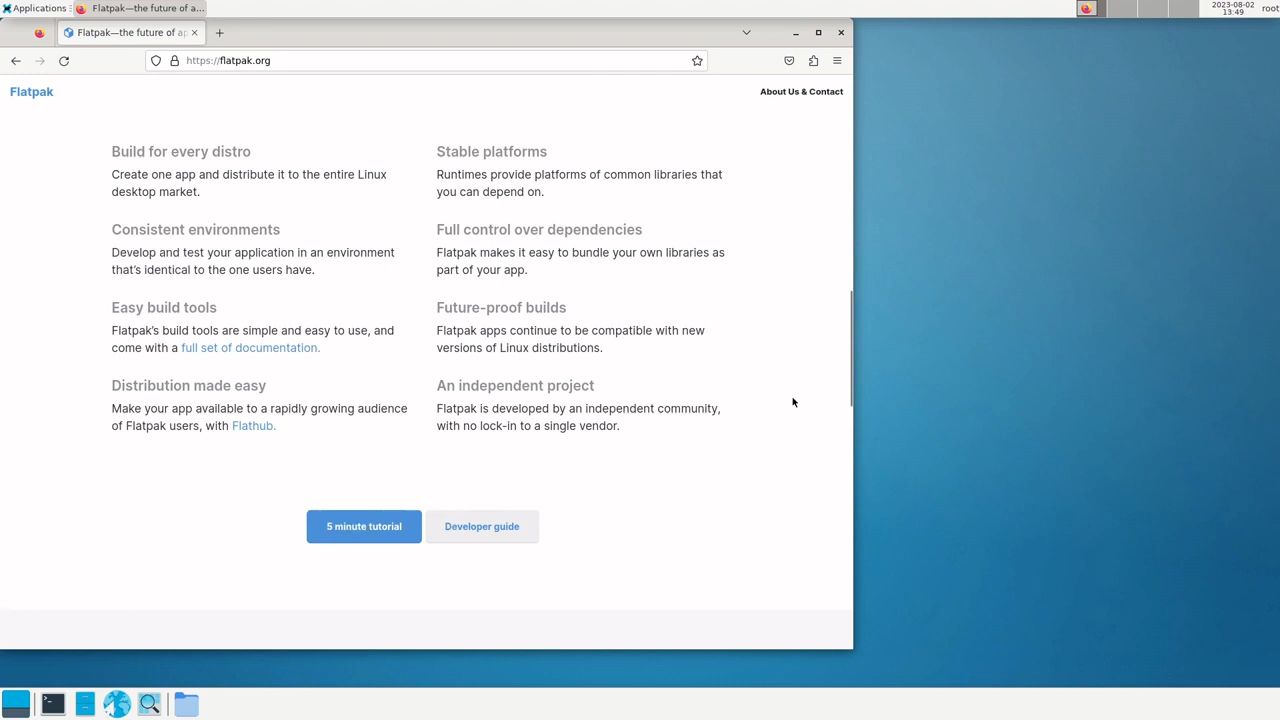 Applications
Flatpak—the future of a...
2023-08-02
13:49
root
Flatpak—the future of ap
https://flatpak.org
Flatpak
About Us & Contact
Build for every distro
Create one app and distribute it to the entire Linux
desktop market.
Stable platforms
Runtimes provide platforms of common libraries that
you can depend on.
Consistent environments
Develop and test your application in an environment
that’s identical to the one users have.
Full control over dependencies
Flatpak makes it easy to bundle your own libraries as
part of your app.
Easy build tools
Flatpak’s build tools are simple and easy to use, and
come with a full set of documentation.
Future-proof builds
Flatpak apps continue to be compatible with new
versions of Linux distributions.
Distribution made easy
Make your app available to a rapidly growing audience
of Flatpak users, with Flathub.
An independent project
Flatpak is developed by an independent community,
with no lock-in to a single vendor.
5 minute tutorial
Developer guide